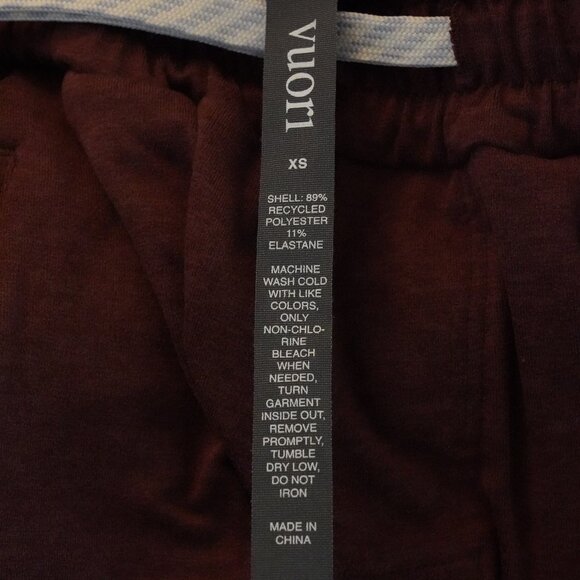 vuori
XS
SHELL: 89%
RECYCLED
POLYESTER
11%
ELASTANE
MACHINE
WASH COLD
WITH LIKE
COLORS,
ONLY
NON-CHLO-
RINE
BLEACH
WHEN
NEEDED,
TURN
GARMENT
INSIDE OUT,
REMOVE
PROMPTLY,
TUMBLE
DRY LOW,
DO NOT
IRON
MADE IN
CHINA